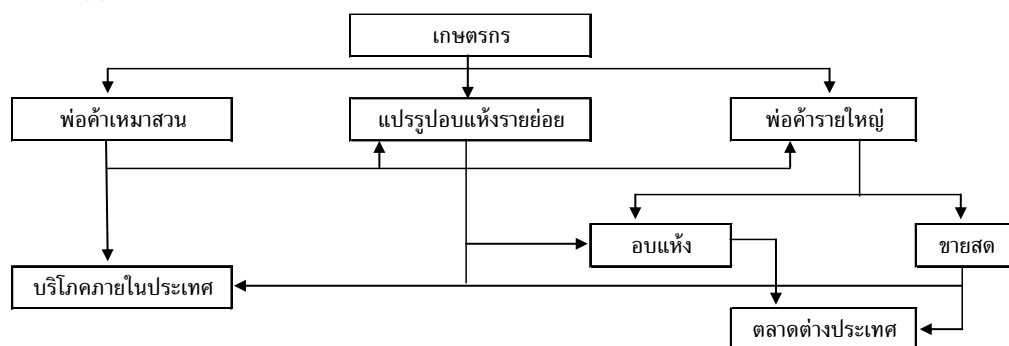 เกษตรกร
พ่อค้าเหมาสวน
แปรรูปอบแห้งรายย่อย
พ่อค้ารายใหญ่
อบแห้ง
ขายสด
บริโภคภายในประเทศ
ตลาดต่างประเทศ